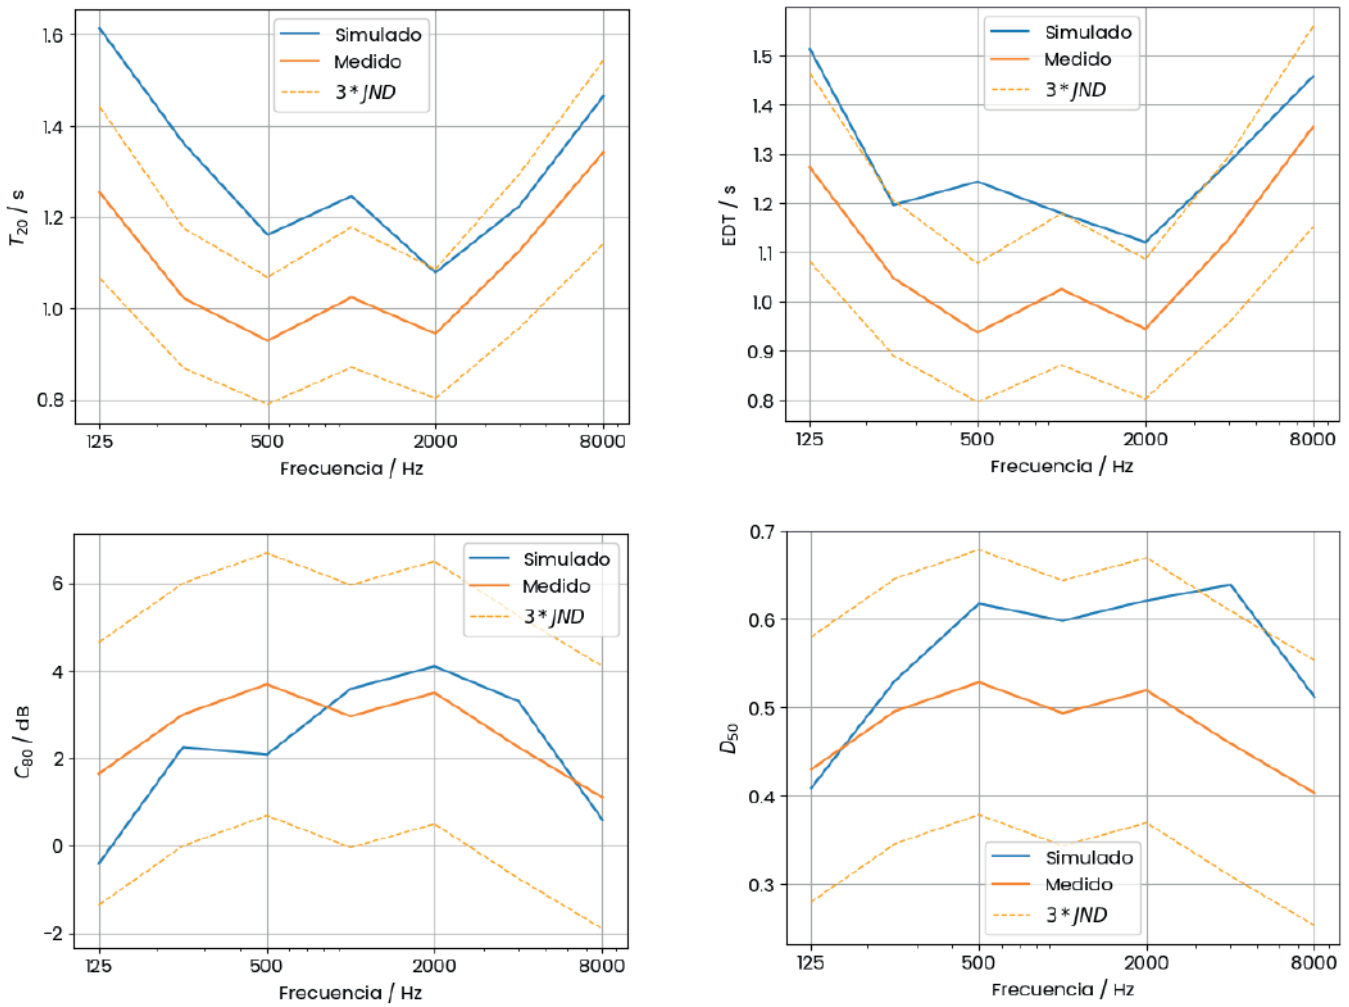 1.6
1.4
1.2
1.0
0.8
T20 / s
Simulado
Medido
3 * JND
125
500
2000
8000
Frecuencia / Hz
1.5
1.4
1.3
1.2
1.1
1.0
0.9
0.8
EDT / s
Simulado
Medido
3 * JND
125
500
2000
8000
Frecuencia / Hz
6
4
2
0
-2
C80 / dB
Simulado
Medido
3 * JND
125
500
2000
8000
Frecuencia / Hz
0.7
0.6
0.5
0.4
0.3
D50
Simulado
Medido
3 * JND
125
500
2000
8000
Frecuencia / Hz